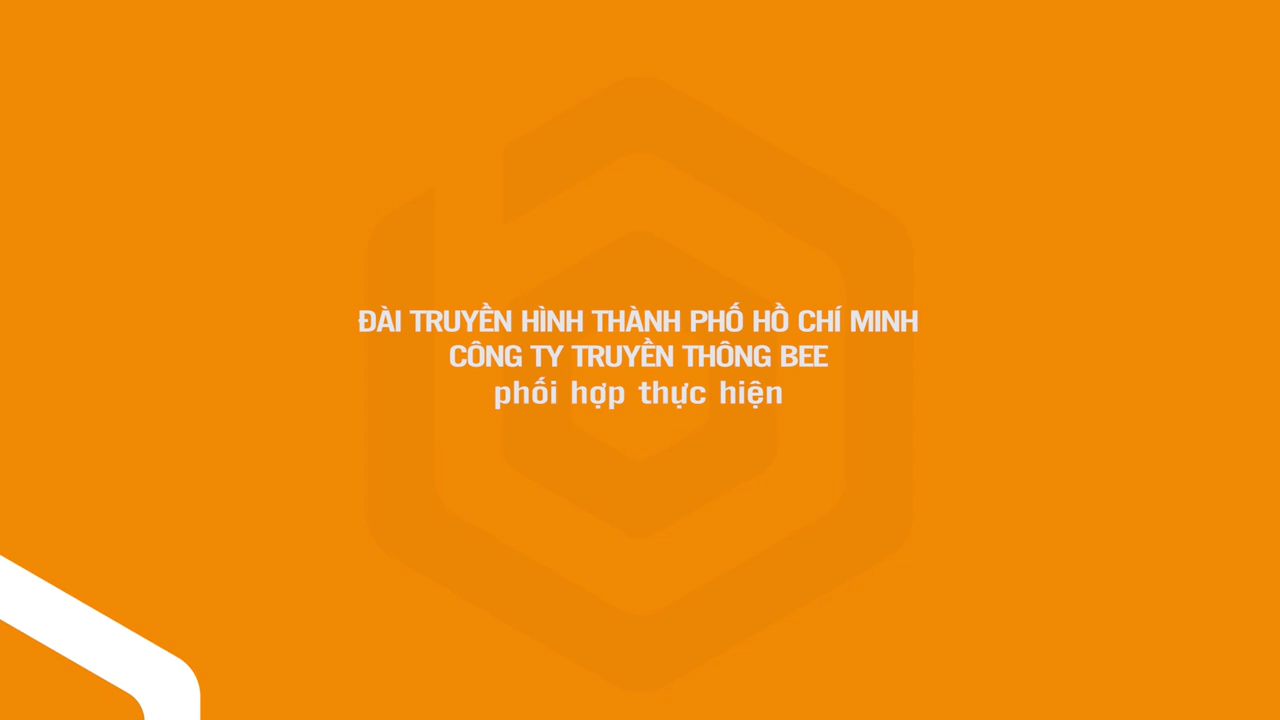 ĐÀI TRUYỀN HÌNH THÀNH PHỐ HỒ CHÍ MINH
CÔNG TY TRUYỀN THÔNG BEE
phối hợp thực hiện